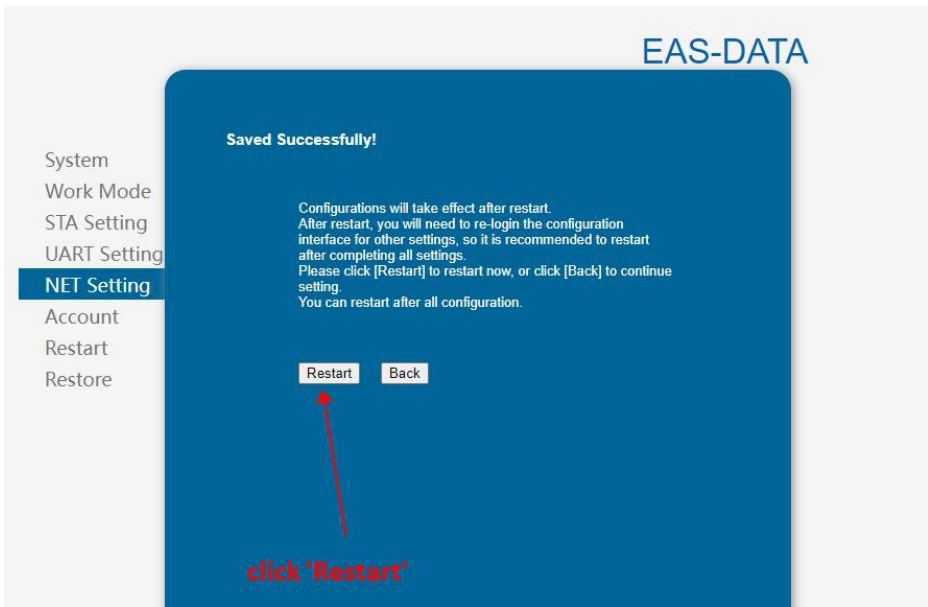 EAS-DATA
System
Work Mode
STA Setting
UART Setting
NET Setting
Account
Restart
Restore
Saved Successfully!
Configurations will take effect after restart.
After restart, you will need to re-login the configuration
interface for other settings, so it is recommended to restart
after completing all settings.
Please click [Restart] to restart now, or click [Back] to continue
setting.
You can restart after all configuration.
Restart Back
click 'Restart'